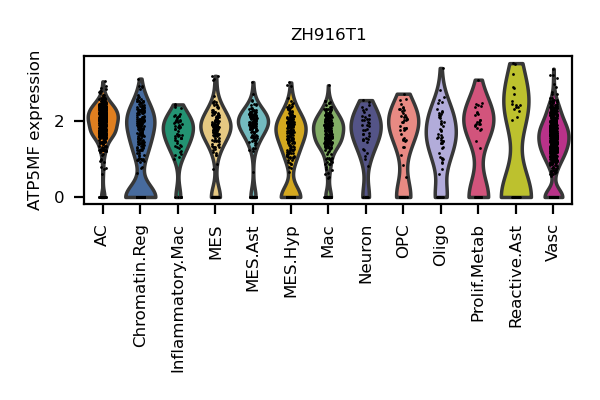 ZH916T1
ATP5MF expression
2
0
AC
Chromatin.Reg
Inflammatory.Mac
MES
MES.Ast
MES.Hyp
Mac
Neuron
OPC
Oligo
Prolif.Metab
Reactive.Ast
Vasc